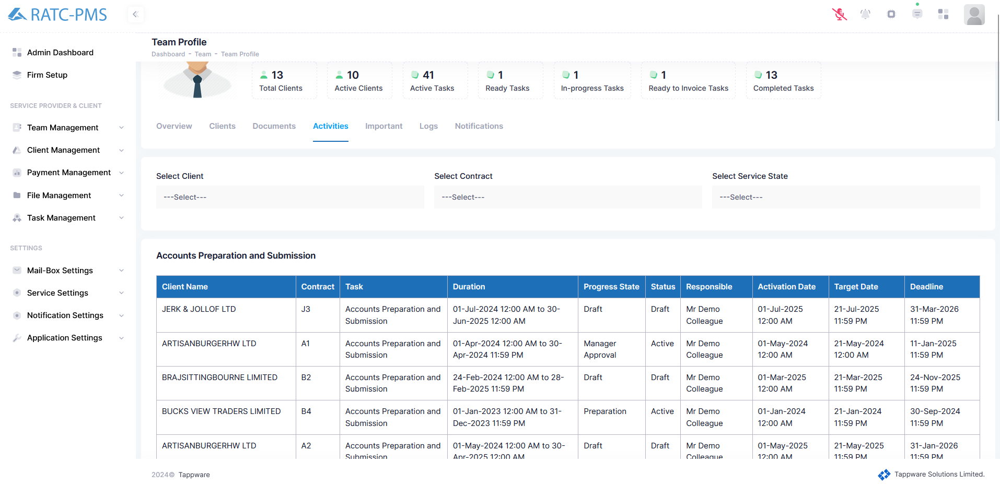 RATC-PMS
Admin Dashboard
Firm Setup
SERVICE PROVIDER & CLIENT
Team Management
Client Management
Payment Management
File Management
Task Management
SETTINGS
Mail-Box Settings
Service Settings
Notification Settings
Application Settings
Team Profile
Dashboard - Team - Team Profile
13 10 41 1 1 1 13
Total Clients Active Clients Active Tasks Ready Tasks In-progress Tasks Ready to Invoice Tasks Completed Tasks
Overview Clients Documents Activities Important Logs Notifications
Select Client Select Contract Select Service State
---Select--- ---Select--- ---Select---
Accounts Preparation and Submission
Client Name Contract Task Duration Progress State Status Responsible Activation Date Target Date Deadline
JERK & JOLLOF LTD J3 Accounts Preparation and 01-Jul-2024 12:00 AM to 30- Draft Draft Mr Demo 01-Jul-2025 21-Jul-2025 31-Mar-2026
Submission Jun-2025 12:00 AM Colleague 12:00 AM 11:59 PM 11:59 PM
ARTISANBURGERHW LTD A1 Accounts Preparation and 01-Apr-2024 12:00 AM to 30- Manager Active Mr Demo 01-May-2024 21-May-2024 11-Jan-2025
Submission Apr-2024 11:59 PM Approval Colleague 12:00 AM 12:00 AM 11:59 PM
BRAJSITTINGBOURNE LIMITED B2 Accounts Preparation and 24-Feb-2024 12:00 AM to 28- Draft Draft Mr Demo 01-Mar-2025 21-Mar-2025 24-Nov-2025
Submission Feb-2025 11:59 PM Colleague 12:00 AM 11:59 PM 11:59 PM
BUCKS VIEW TRADERS LIMITED B4 Accounts Preparation and 01-Jan-2023 12:00 AM to 31- Preparation Active Mr Demo 01-Jan-2024 21-Jan-2024 30-Sep-2024
Submission Dec-2023 11:59 PM Colleague 12:00 AM 11:59 PM 11:59 PM
ARTISANBURGERHW LTD A2 Accounts Preparation and 01-May-2024 12:00 AM to 30- Draft Draft Mr Demo 01-May-2025 21-May-2025 31-Jan-2026
Submission Apr-2025 12:00 AM Colleague 12:00 AM 11:59 PM 11:59 PM
2024© Tappware
Tappware Solutions Limited.